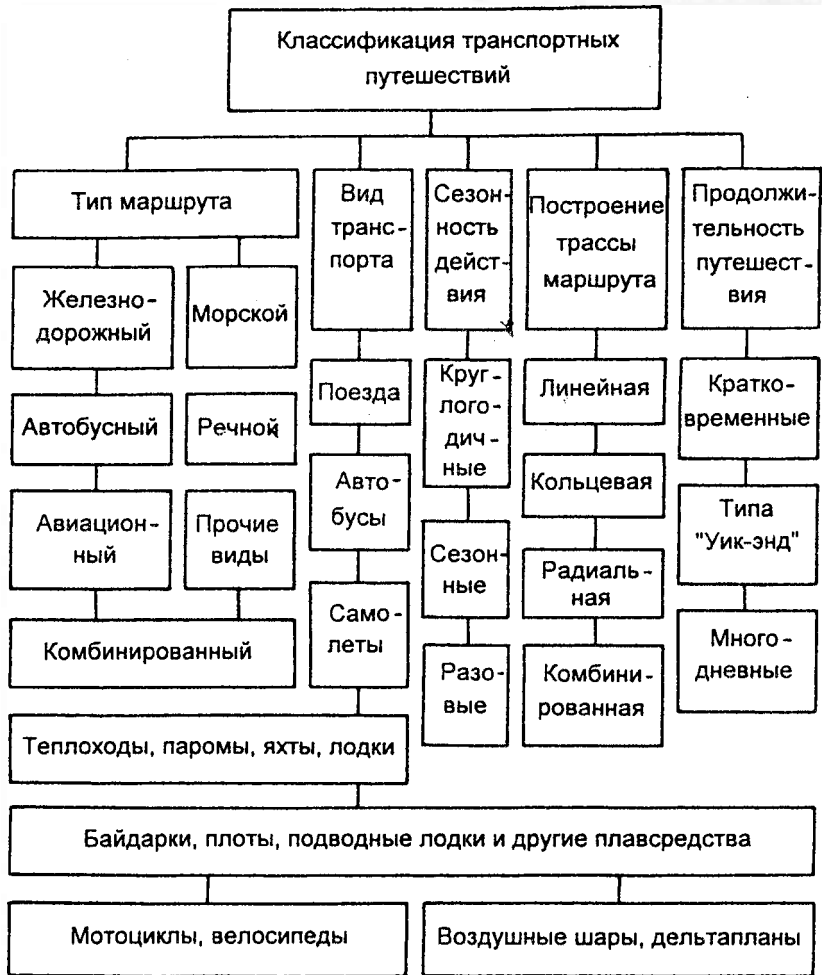 Классификация транспортных
путешествий
Тип маршрута
Железно-
дорожный
Морской
Автобусный
Речной
Авиацион-
ный
Прочие
виды
Комбинированный
Вид
транс-
порта
Поезда
Авто-
бусы
Само-
леты
Теплоходы, паромы, яхты, лодки
Байдарки, плоты, подводные лодки и другие плавсредства
Мотоциклы, велосипеды
Воздушные шары, дельтапланы
Сезон-
ность
дейст-
вия
Круг-
лого-
дич-
ные
Сезон-
ные
Разо-
вые
Построение
трассы
маршрута
Линейная
Кольцевая
Радиаль-
ная
Комбини-
рованная
Продолжи-
тельность
путешест-
вия
Кратко-
временные
Типа
"Уик-энд"
Много-
дневные